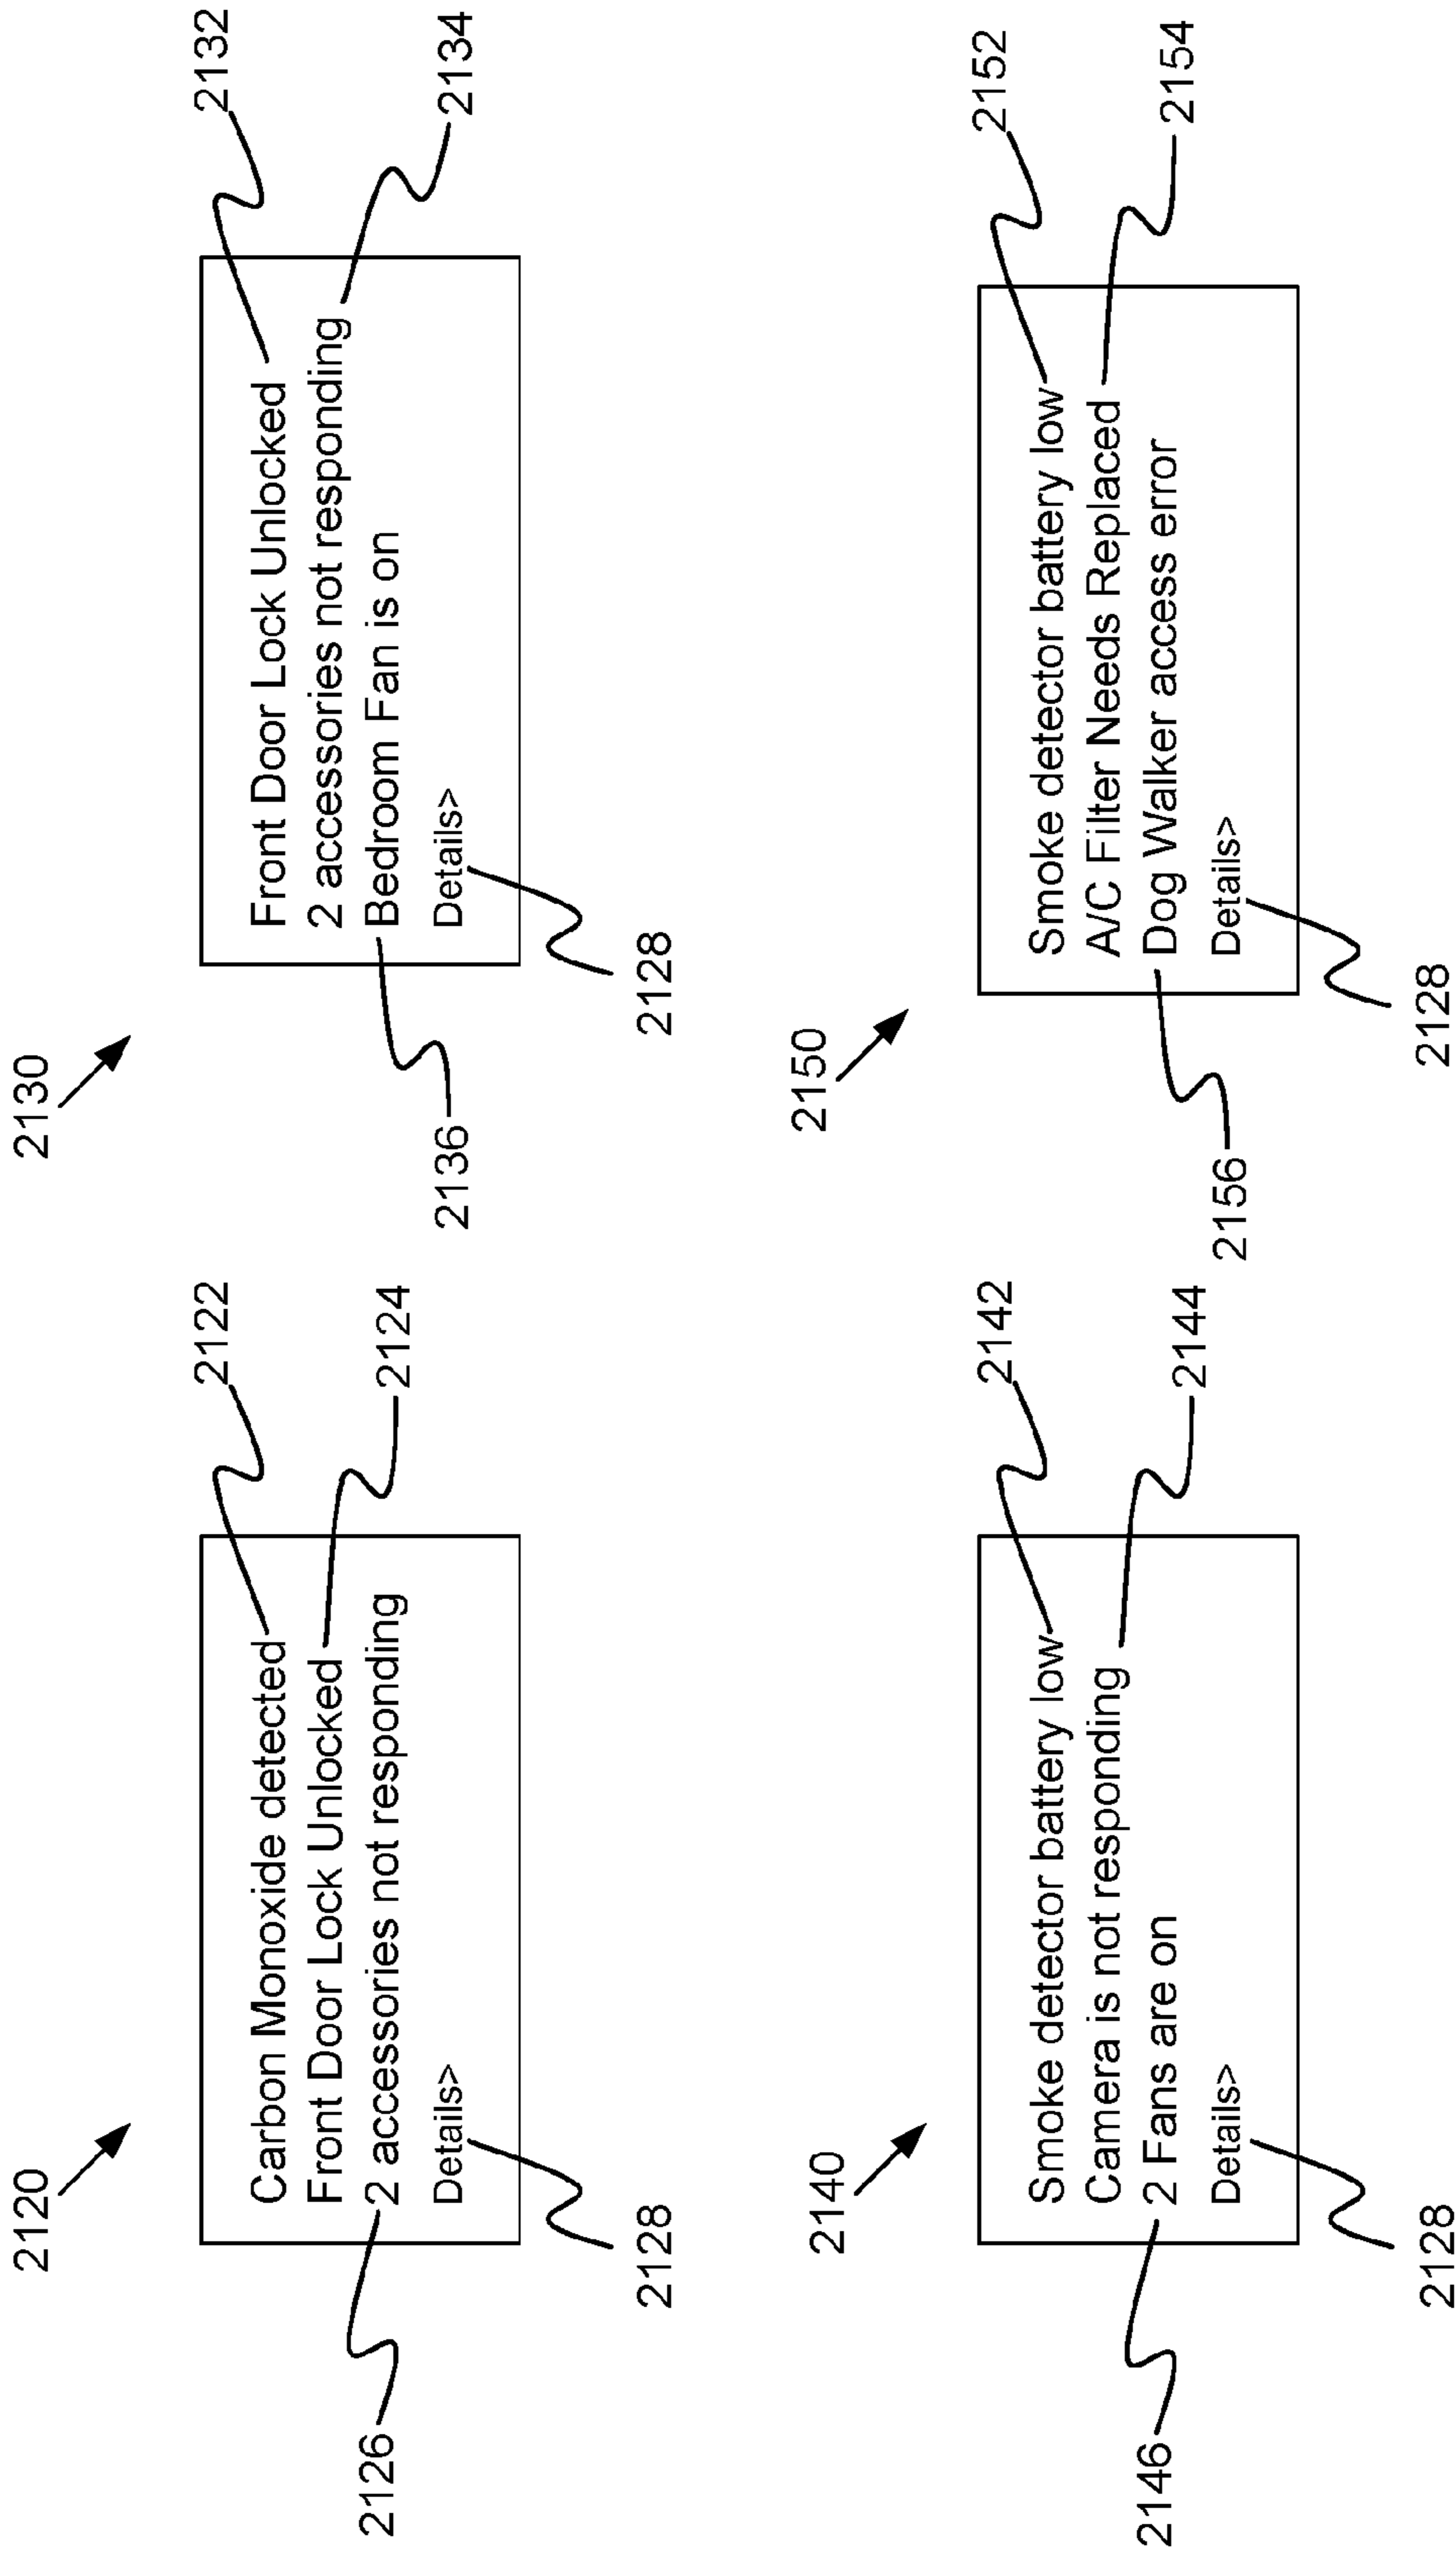 2120
Carbon Monoxide detected
Front Door Lock Unlocked
2 accessories not responding
Details>
2122
2124
2126
2128
2130
Front Door Lock Unlocked
2 accessories not responding
Bedroom Fan is on
Details>
2132
2134
2136
2128
2140
Smoke detector battery low
Camera is not responding
2 Fans are on
Details>
2142
2144
2146
2128
2150
Smoke detector battery low
A/C Filter Needs Replaced
Dog Walker access error
Details>
2152
2154
2156
2128